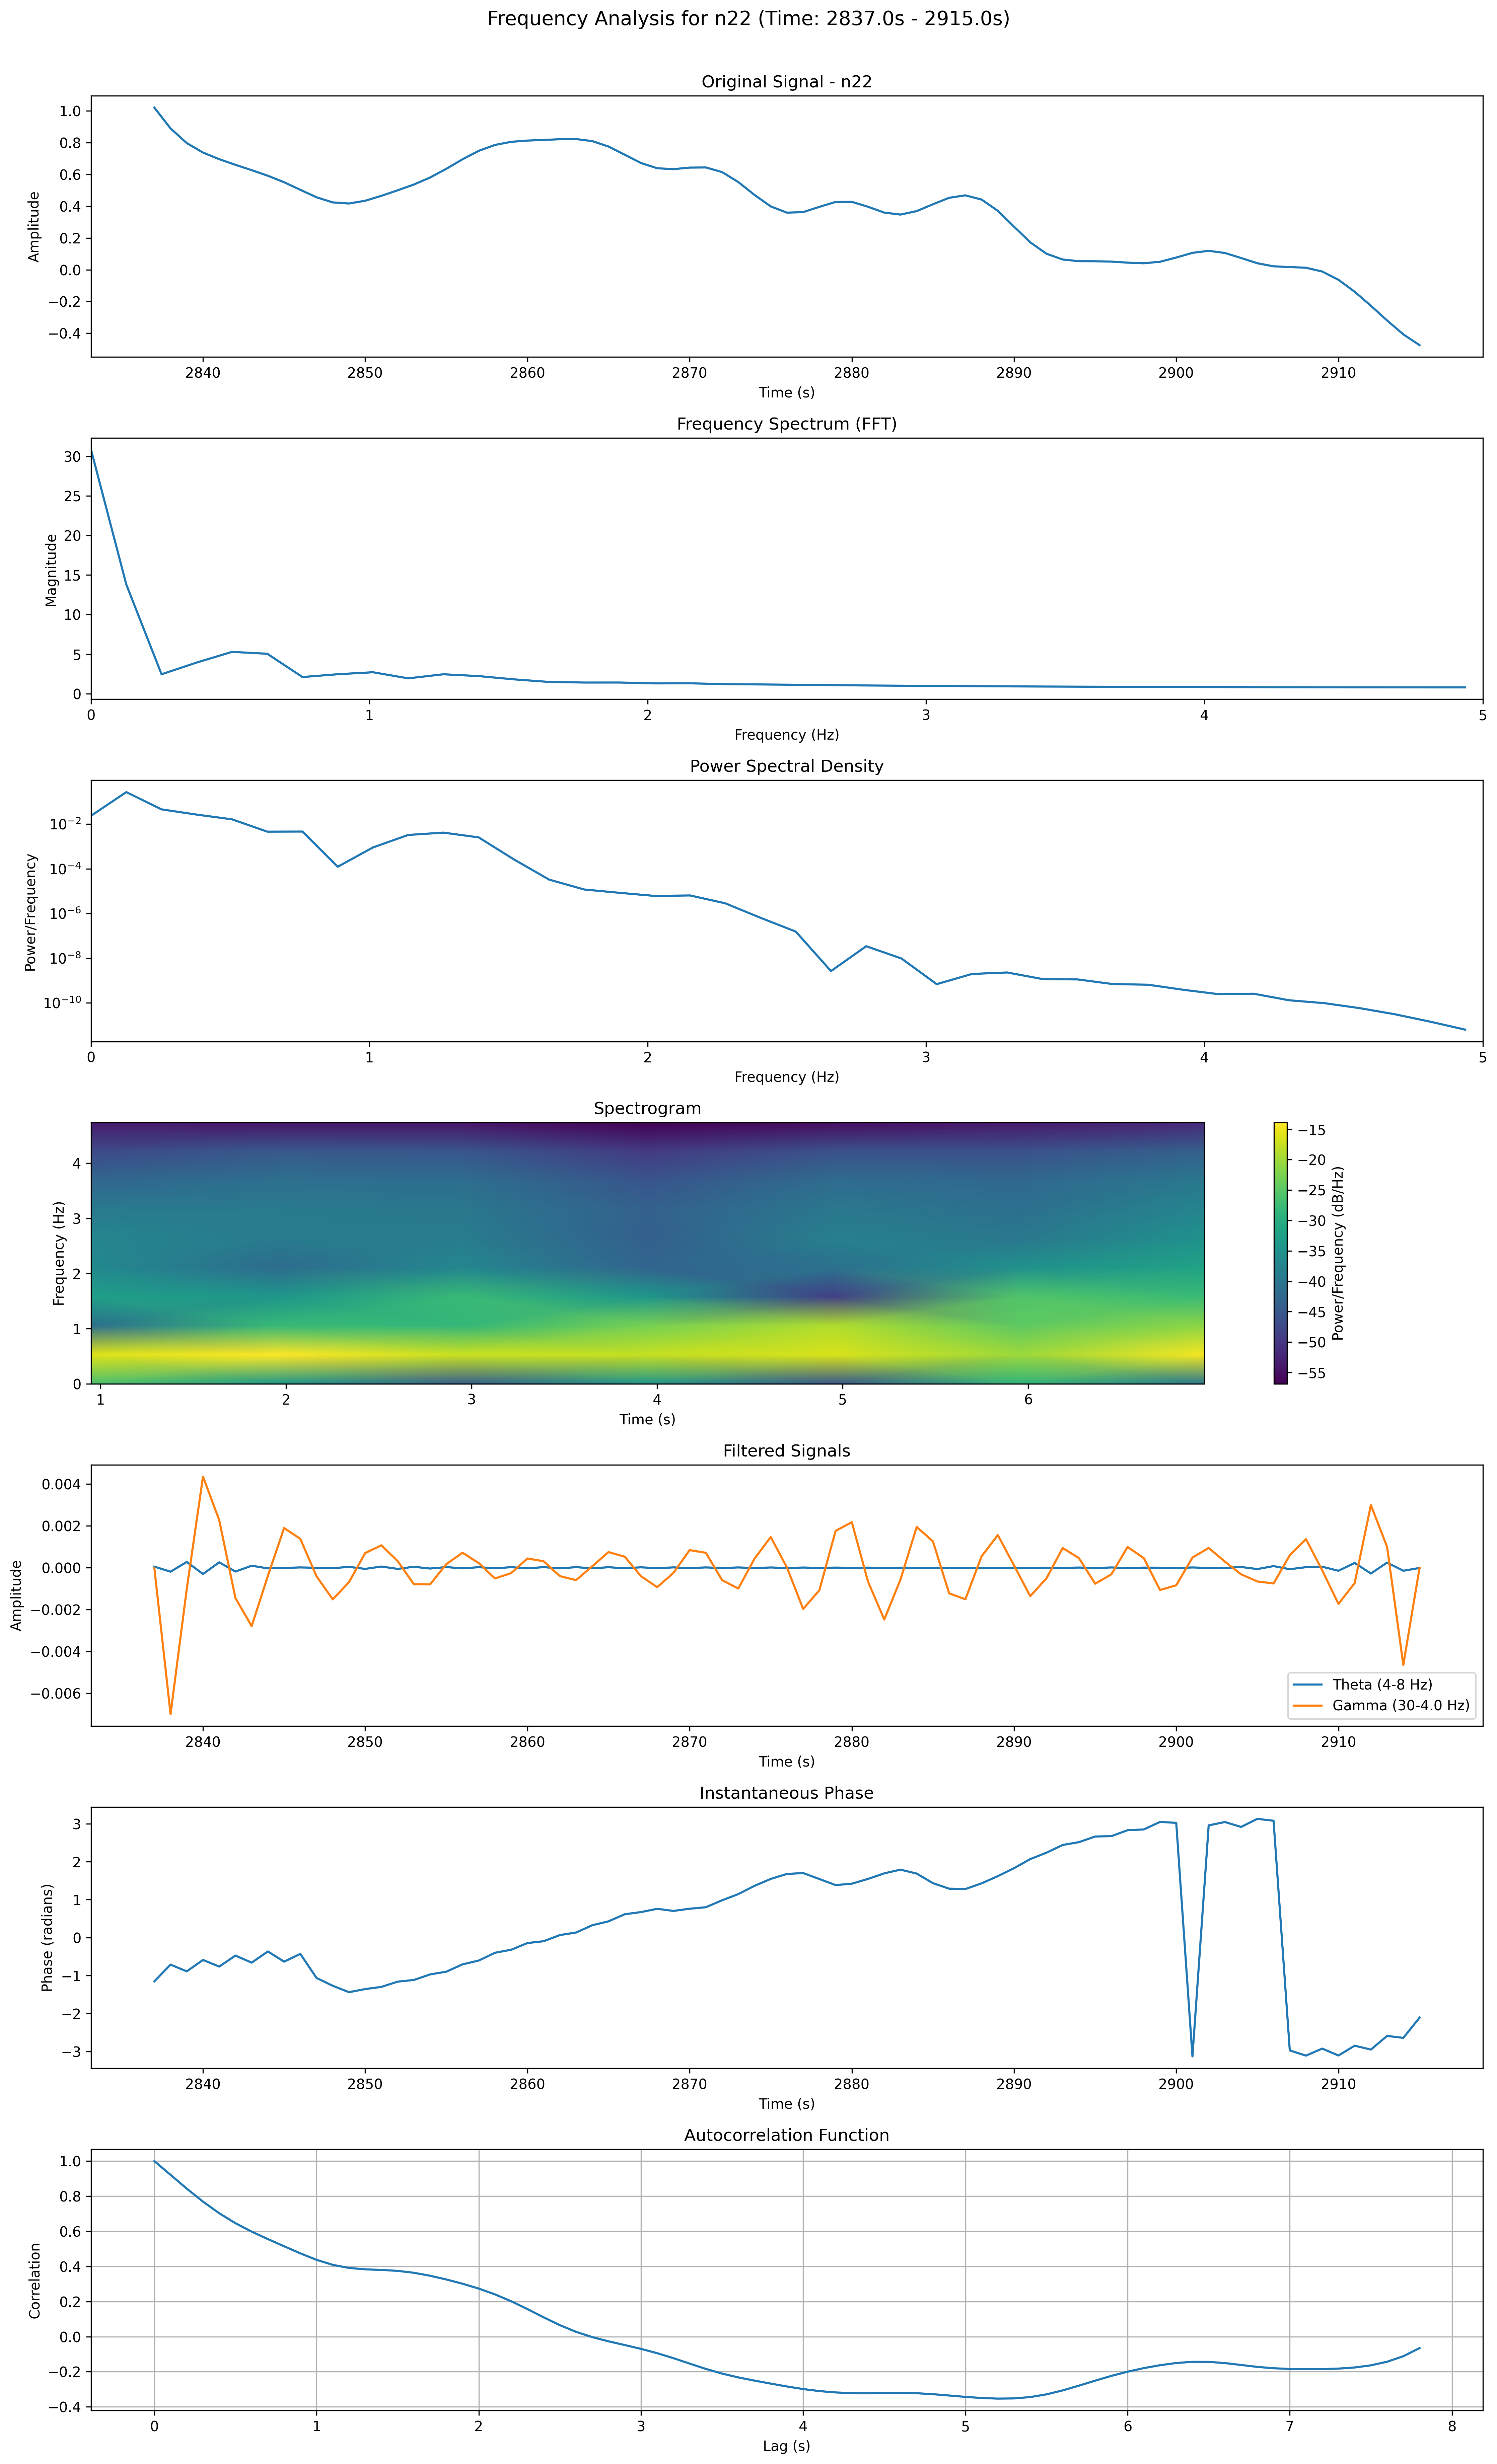 Frequency Analysis for n22 (Time: 2837.0s - 2915.0s)
Original Signal - n22
1.0
0.8
0.6
0.4
0.2
0.0
−0.2
−0.4
Amplitude
2840 2850 2860 2870 2880 2890 2900 2910
Time (s)
Frequency Spectrum (FFT)
30
25
20
15
10
5
0
Magnitude
0 1 2 3 4 5
Frequency (Hz)
Power Spectral Density
10⁻²
10⁻⁴
10⁻⁶
10⁻⁸
10⁻¹⁰
Power/Frequency
0 1 2 3 4 5
Frequency (Hz)
Spectrogram
4
3
2
1
0
Frequency (Hz)
1 2 3 4 5 6
Time (s)
−15
−20
−25
−30
−35
−40
−45
−50
−55
Power/Frequency (dB/Hz)
Filtered Signals
0.004
0.002
0.000
−0.002
−0.004
−0.006
Amplitude
Theta (4-8 Hz)
Gamma (30-4.0 Hz)
2840 2850 2860 2870 2880 2890 2900 2910
Time (s)
Instantaneous Phase
3
2
1
0
−1
−2
−3
Phase (radians)
2840 2850 2860 2870 2880 2890 2900 2910
Time (s)
Autocorrelation Function
1.0
0.8
0.6
0.4
0.2
0.0
−0.2
−0.4
Correlation
0 1 2 3 4 5 6 7 8
Lag (s)